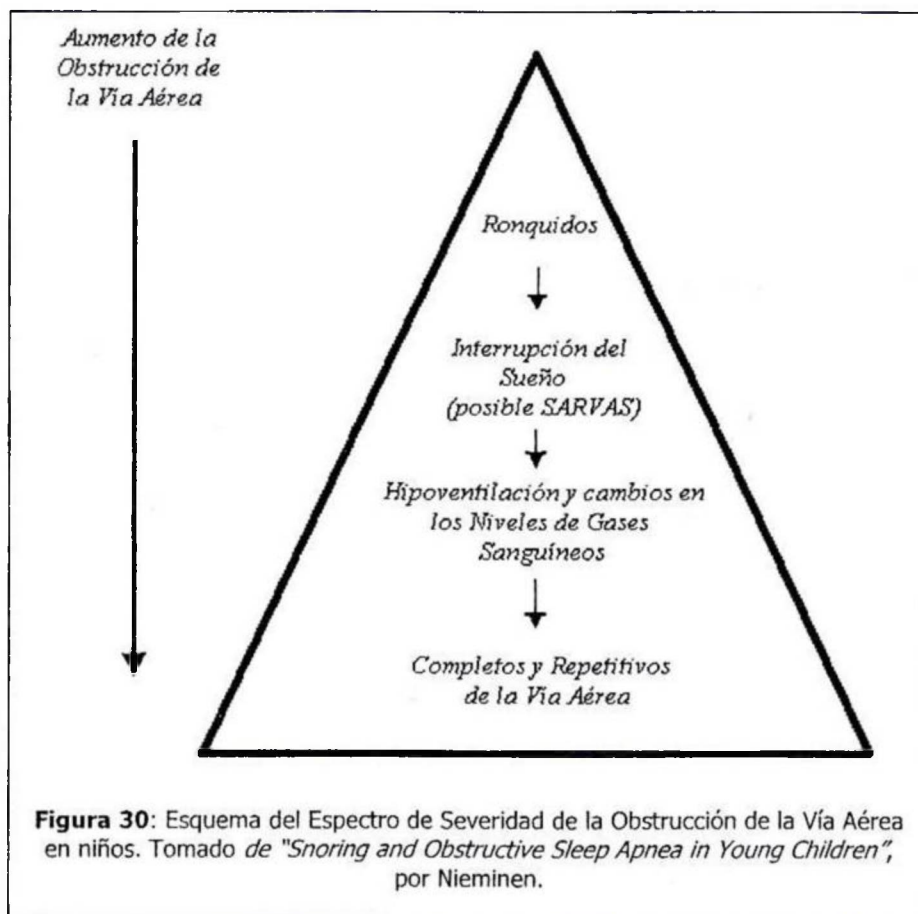 Aumento de la
Obstrucción de
la Vía Aérea
Ronquidos
Interrupción del
Sueño
(posible SARVAS)
Hipoventilación y cambios en
los Niveles de Gases
Sanguíneos
Completos y Repetitivos
de la Vía Aérea
Figura 30: Esquema del Espectro de Severidad de la Obstrucción de la Vía Aérea
en niños. Tomado de "Snoring and Obstructive Sleep Apnea in Young Children",
por Nieminen.